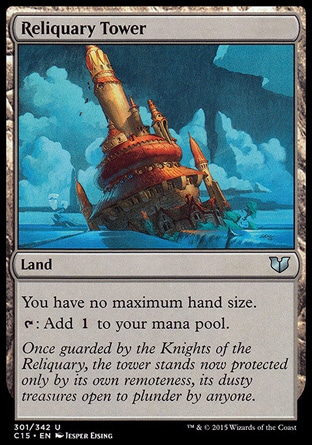 Reliquary Tower
Land
You have no maximum hand size.
: Add 1 to your mana pool.
Once guarded by the Knights of the
Reliquary, the tower stands now protected
only by its own remoteness, its dusty
treasures open to plunder by anyone.
301/342 U
C15 • EN Jesper Ejsing
™ & © 2015 Wizards of the Coast